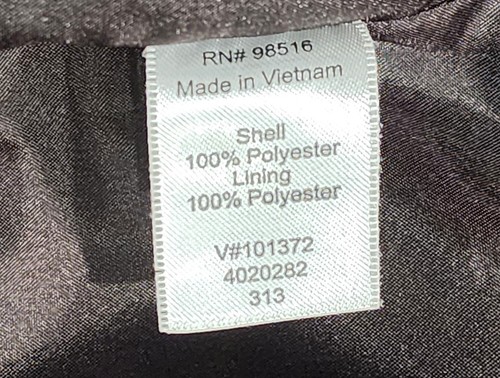 RN# 98516
Made in Vietnam
Shell
100% Polyester
Lining
100% Polyester
V#101372
4020282
313